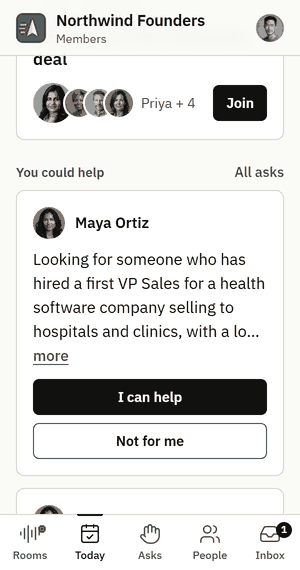 Northwind Founders
Members
deal
Priya + 4
Join
You could help
All asks
Maya Ortiz
Looking for someone who has
hired a first VP Sales for a health
software company selling to
hospitals and clinics, with a lo...
more
I can help
Not for me
Rooms
Today
Asks
People
1
Inbox